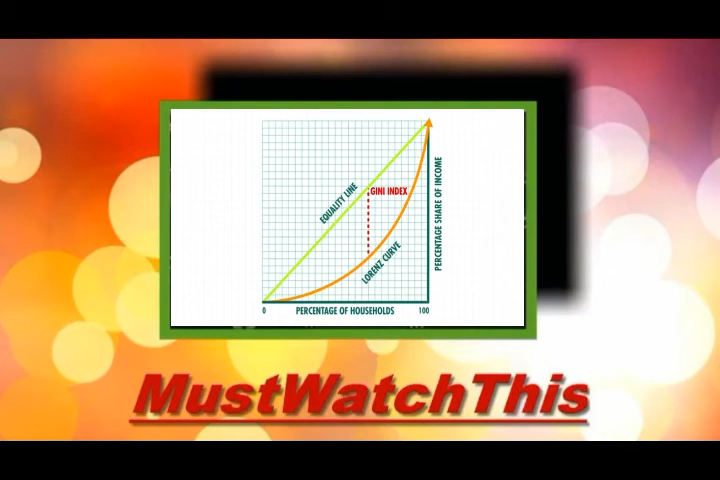 EQUALITY LINE
GINI INDEX
LORENZ CURVE
PERCENTAGE SHARE OF INCOME
0
PERCENTAGE OF HOUSEHOLDS
100
MustWatchThis